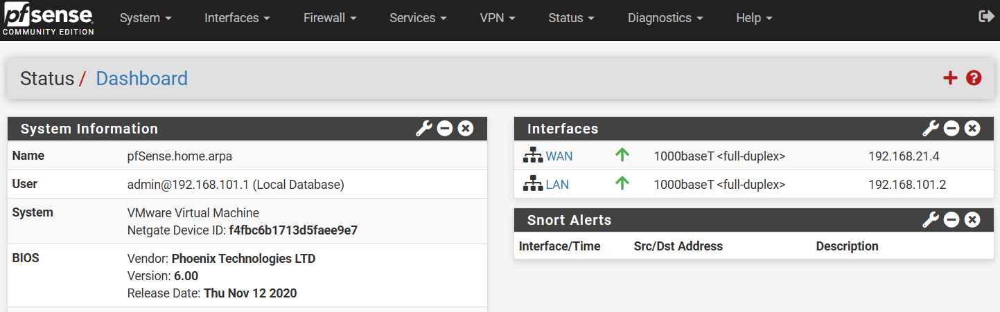 pfsense
COMMUNITY EDITION
System Interfaces Firewall Services VPN Status Diagnostics Help
Status / Dashboard
System Information
Name pfSense.home.arpa
User admin@192.168.101.1 (Local Database)
System VMware Virtual Machine
Netgate Device ID: f4fbc6b1713d5faee9e7
BIOS Vendor: Phoenix Technologies LTD
Version: 6.00
Release Date: Thu Nov 12 2020
Interfaces
WAN 1000baseT <full-duplex> 192.168.21.4
LAN 1000baseT <full-duplex> 192.168.101.2
Snort Alerts
Interface/Time Src/Dst Address Description